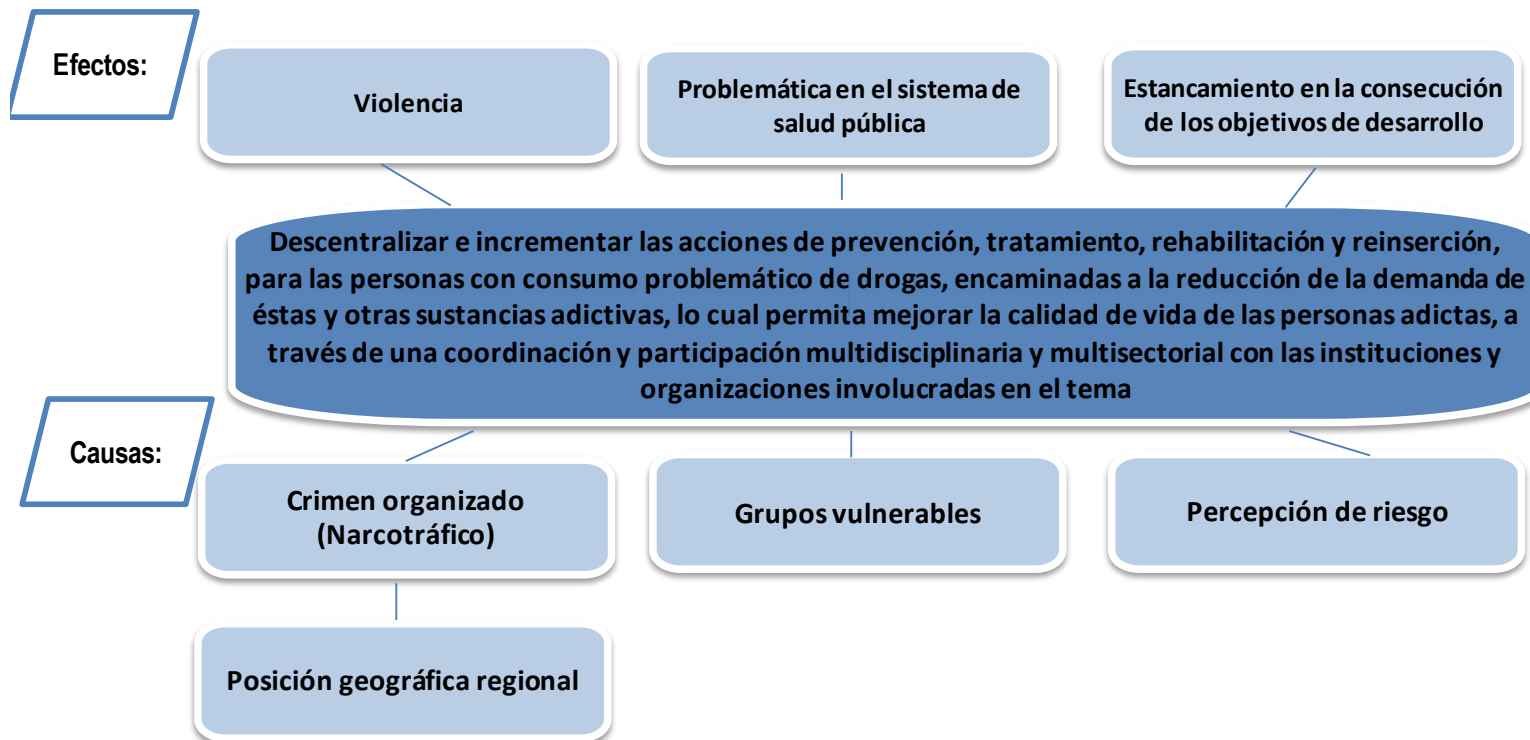 Efectos:
Violencia
Problemática en el sistema de
salud pública
Estancamiento en la consecución
de los objetivos de desarrollo
Descentralizar e incrementar las acciones de prevención, tratamiento, rehabilitación y reinserción,
para las personas con consumo problemático de drogas, encaminadas a la reducción de la demanda de
éstas y otras sustancias adictivas, lo cual permita mejorar la calidad de vida de las personas adictas, a
través de una coordinación y participación multidisciplinaria y multisectorial con las instituciones y
organizaciones involucradas en el tema
Causas:
Crimen organizado
(Narcotráfico)
Grupos vulnerables
Percepción de riesgo
Posición geográfica regional